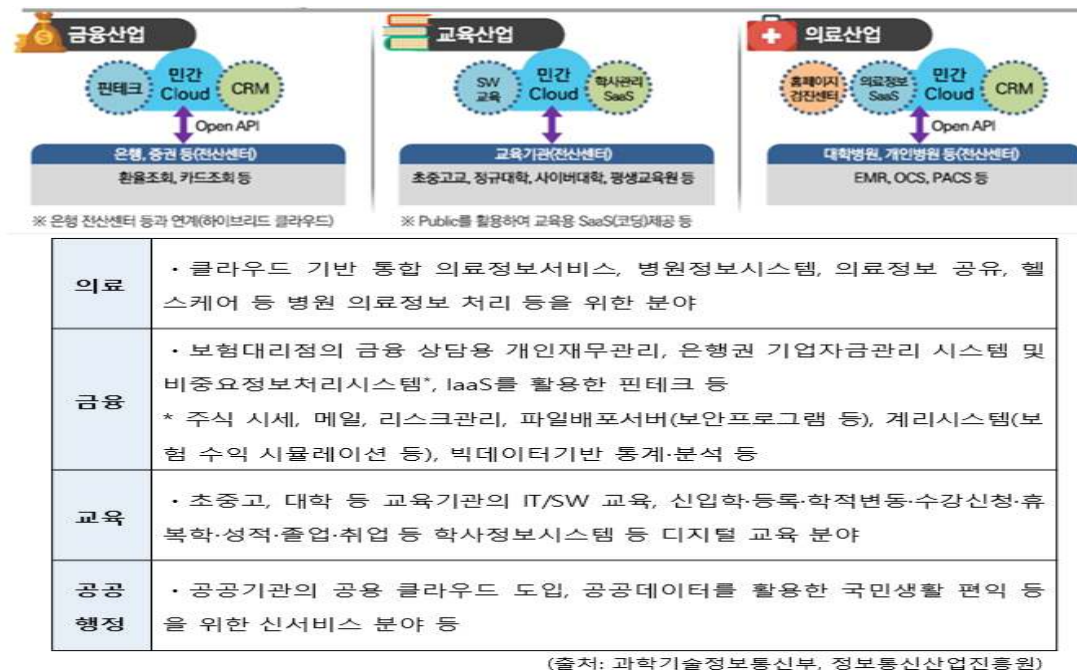 금융산업
핀테크
민간
Cloud
CRM
Open API
은행, 증권 등(전산센터)
환율조회, 카드조회 등
※ 은행 전산센터 등과 연계(하이브리드 클라우드)
교육산업
SW
교육
민간
Cloud
학사관리
SaaS
교육기관(전산센터)
초중고교, 정규대학, 사이버대학, 평생교육원 등
※ Public를 활용하여 교육용 SaaS(코딩)제공 등
의료산업
홈페이지
검진센터
의료정보
SaaS
민간
Cloud
CRM
Open API
대학병원, 개인병원 등(전산센터)
EMR, OCS, PACS 등
의료
・클라우드 기반 통합 의료정보서비스, 병원정보시스템, 의료정보 공유, 헬
스케어 등 병원 의료정보 처리 등을 위한 분야
금융
・보험대리점의 금융 상담용 개인재무관리, 은행권 기업자금관리 시스템 및
비중요정보처리시스템*, IaaS를 활용한 핀테크 등
* 주식 시세, 메일, 리스크관리, 파일배포서버(보안프로그램 등), 계리시스템(보
험 수익 시뮬레이션 등), 빅데이터기반 통계·분석 등
교육
・초중고, 대학 등 교육기관의 IT/SW 교육, 신입학·등록·학적변동·수강신청·휴
복학·성적·졸업·취업 등 학사정보시스템 등 디지털 교육 분야
공공
행정
・공공기관의 공용 클라우드 도입, 공공데이터를 활용한 국민생활 편익 등
을 위한 신서비스 분야 등
(출처: 과학기술정보통신부, 정보통신산업진흥원)